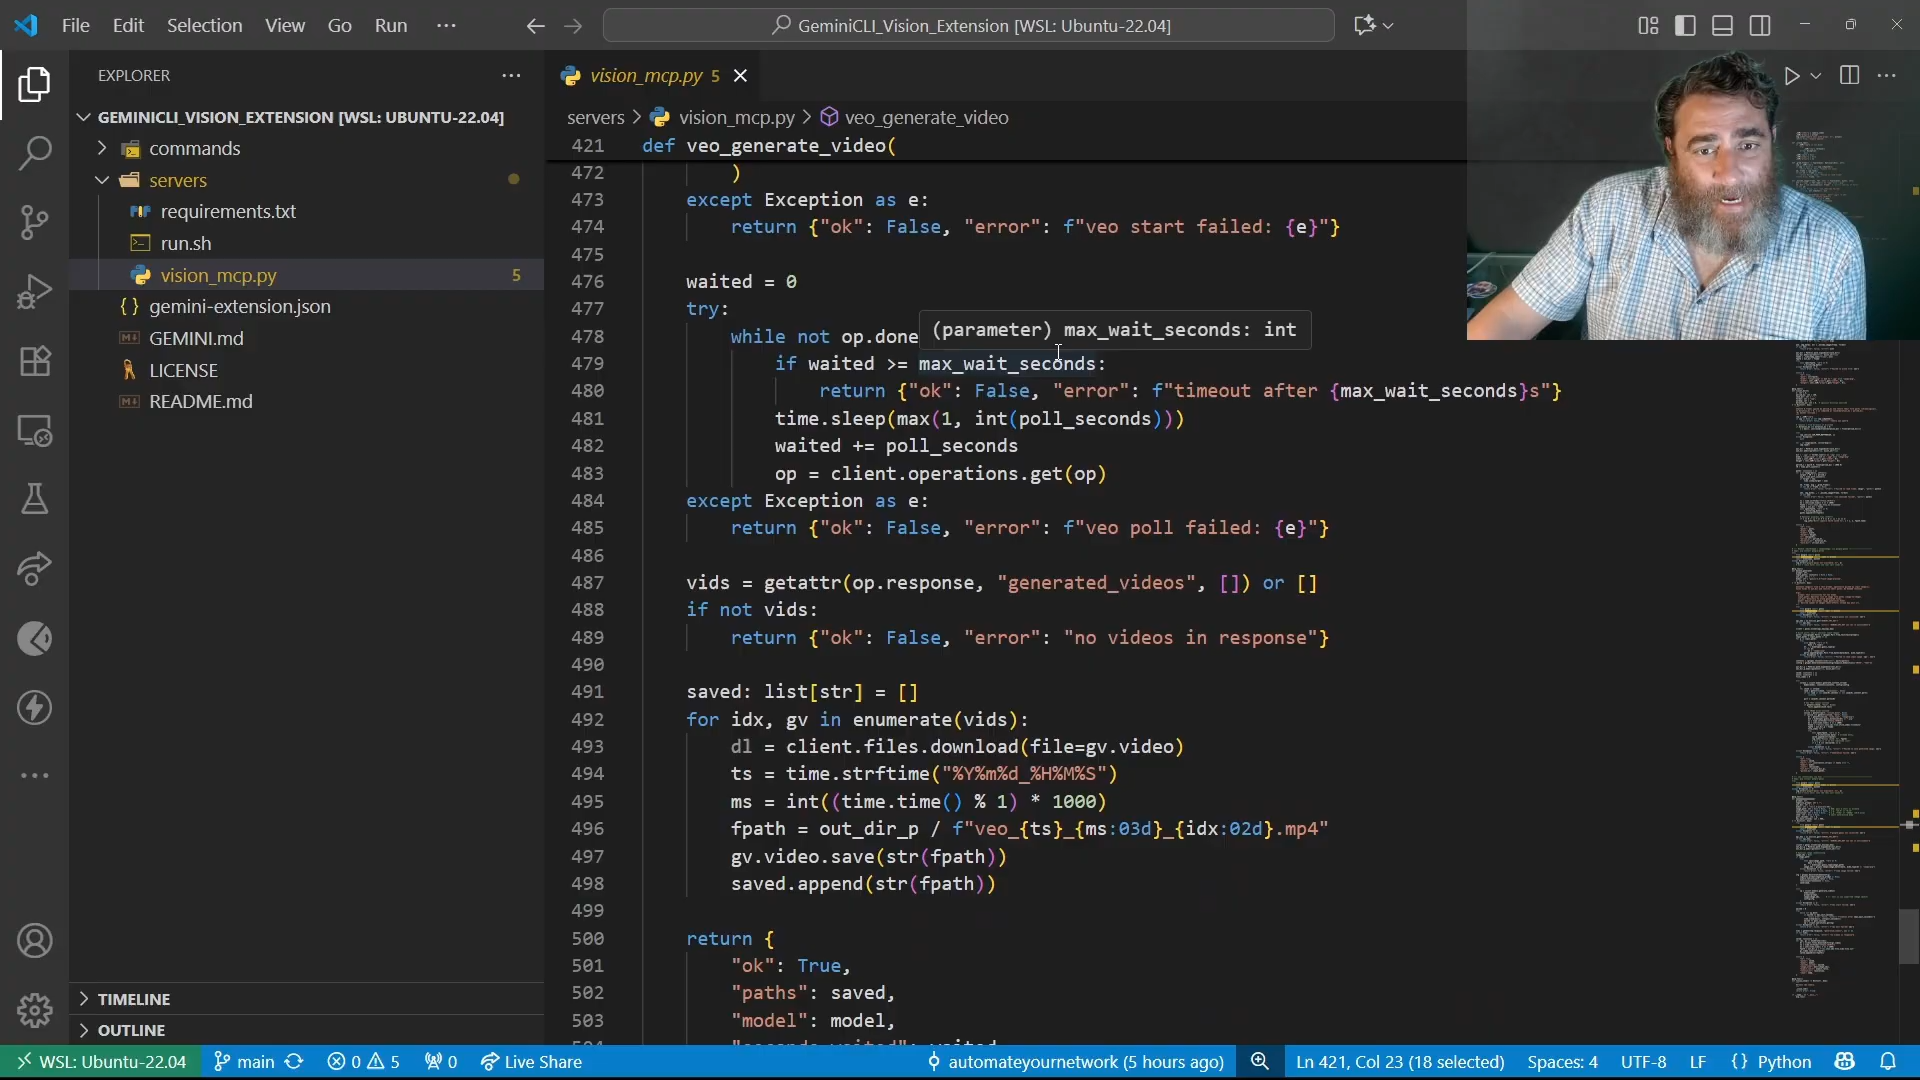 File Edit Selection View Go Run ···
GeminiCLI_Vision_Extension [WSL: Ubuntu-22.04]
EXPLORER ···
GEMINICLI_VISION_EXTENSION [WSL: UBUNTU-22.04]
commands
servers
requirements.txt
run.sh
vision_mcp.py 5
gemini-extension.json
GEMINI.md
LICENSE
README.md
TIMELINE
OUTLINE
vision_mcp.py 5
servers > vision_mcp.py > veo_generate_video
421 def veo_generate_video(
472 )
473 except Exception as e:
474 return {"ok": False, "error": f"veo start failed: {e}"}
475
476 waited = 0
477 try:
478 while not op.done
(parameter) max_wait_seconds: int
479 if waited >= max_wait_seconds:
480 return {"ok": False, "error": f"timeout after {max_wait_seconds}s"}
481 time.sleep(max(1, int(poll_seconds)))
482 waited += poll_seconds
483 op = client.operations.get(op)
484 except Exception as e:
485 return {"ok": False, "error": f"veo poll failed: {e}"}
486
487 vids = getattr(op.response, "generated_videos", []) or []
488 if not vids:
489 return {"ok": False, "error": "no videos in response"}
490
491 saved: list[str] = []
492 for idx, gv in enumerate(vids):
493 dl = client.files.download(file=gv.video)
494 ts = time.strftime("%Y%m%d_%H%M%S")
495 ms = int((time.time() % 1) * 1000)
496 fpath = out_dir_p / f"veo_{ts}_{ms:03d}_{idx:02d}.mp4"
497 gv.video.save(str(fpath))
498 saved.append(str(fpath))
499
500 return {
501 "ok": True,
502 "paths": saved,
503 "model": model,
WSL: Ubuntu-22.04 main 0 5 0 Live Share automateyournetwork (5 hours ago) Ln 421, Col 23 (18 selected) Spaces: 4 UTF-8 LF {} Python